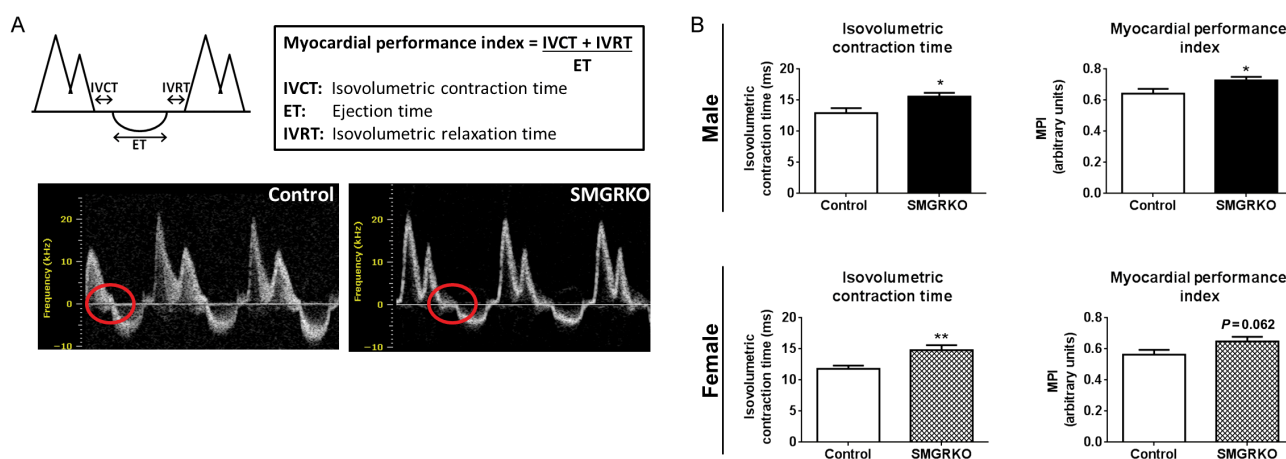 A
IVCT
IVRT
ET
Myocardial performance index = IVCT + IVRT
ET
IVCT: Isovolumetric contraction time
ET: Ejection time
IVRT: Isovolumetric relaxation time
Control
Frequency (kHz)
20
10
0
−10
SMGRKO
Frequency (kHz)
20
10
0
−10
B
Male
Isovolumetric
contraction time
Isovolumetric
contraction time (ms)
20
15
10
5
0
*
Control SMGRKO
Myocardial performance
index
MPI
(arbitrary units)
0.8
0.6
0.4
0.2
0.0
*
Control SMGRKO
Female
Isovolumetric
contraction time
Isovolumetric
contraction time (ms)
20
15
10
5
0
**
Control SMGRKO
Myocardial performance
index
MPI
(arbitrary units)
0.8
0.6
0.4
0.2
0.0
P=0.062
Control SMGRKO